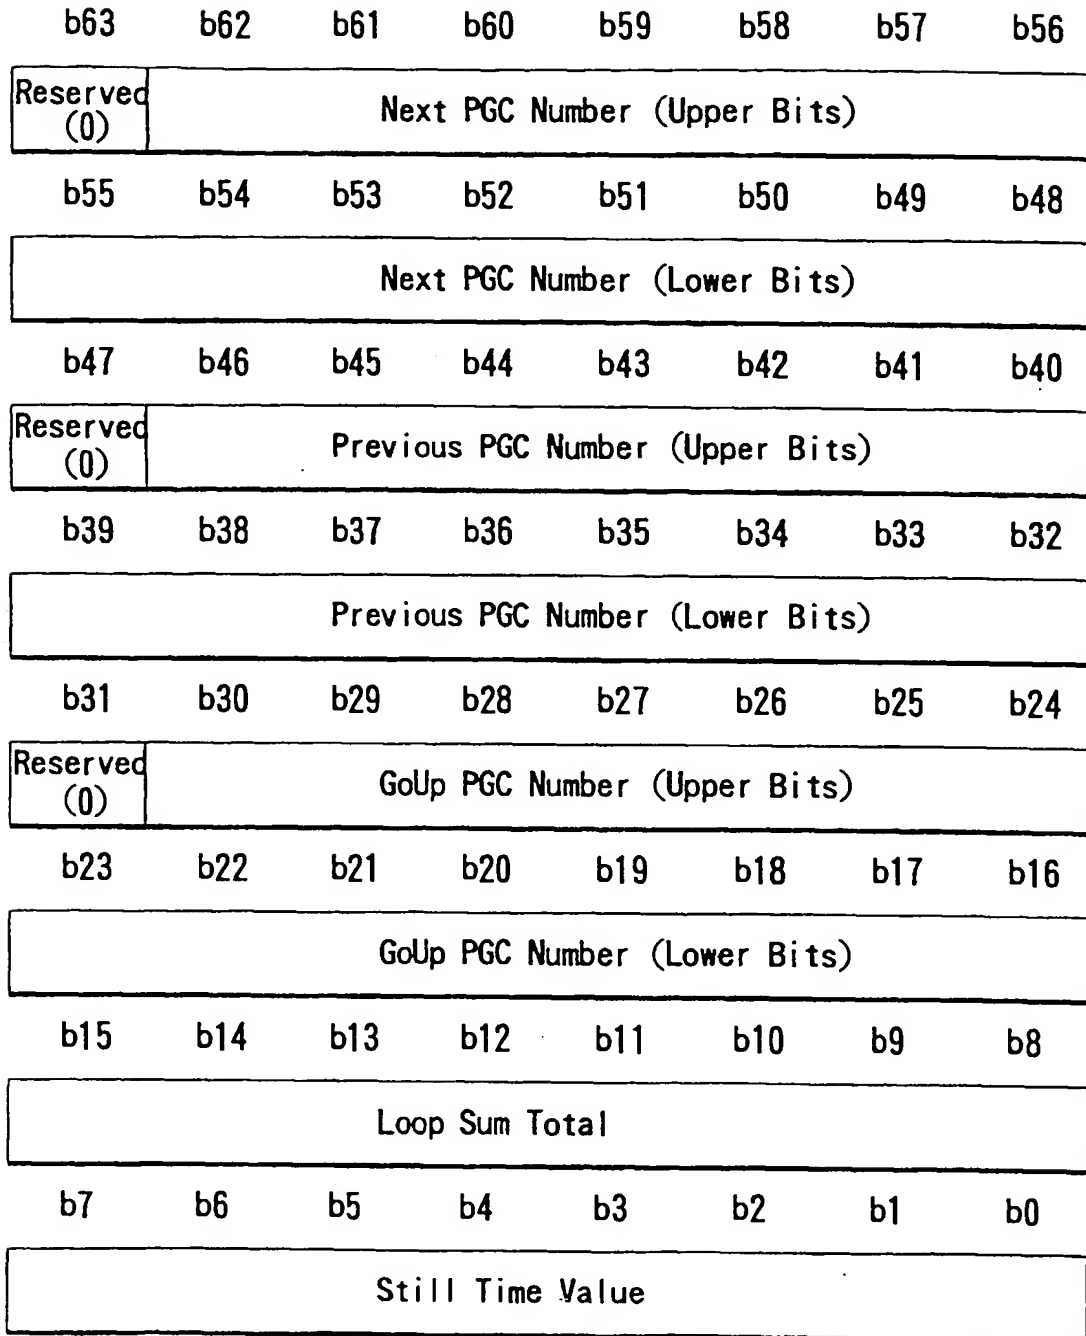 b63 b62 b61 b60 b59 b58 b57 b56
Reserved
(0)
Next PGC Number (Upper Bits)
b55 b54 b53 b52 b51 b50 b49 b48
Next PGC Number (Lower Bits)
b47 b46 b45 b44 b43 b42 b41 b40
Reserved
(0)
Previous PGC Number (Upper Bits)
b39 b38 b37 b36 b35 b34 b33 b32
Previous PGC Number (Lower Bits)
b31 b30 b29 b28 b27 b26 b25 b24
Reserved
(0)
GoUp PGC Number (Upper Bits)
b23 b22 b21 b20 b19 b18 b17 b16
GoUp PGC Number (Lower Bits)
b15 b14 b13 b12 b11 b10 b9 b8
Loop Sum Total
b7 b6 b5 b4 b3 b2 b1 b0
Still Time Value